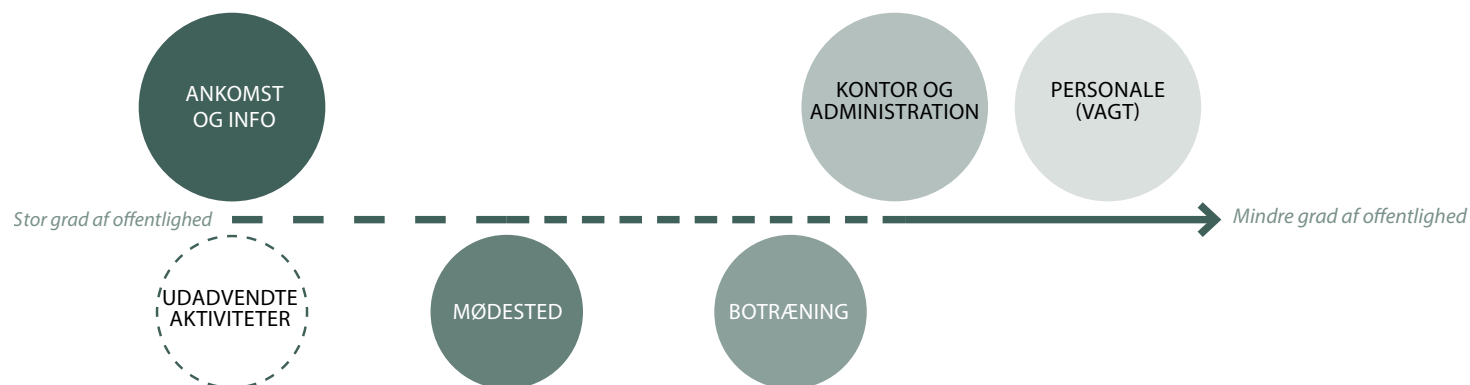 ANKOMST
OG INFO
KONTOR OG
ADMINISTRATION
PERSONALE
(VAGT)
Stor grad af offentlighed
Mindre grad af offentlighed
UDADVENDTE
AKTIVITETER
MØDESTED
BOTRÆNING